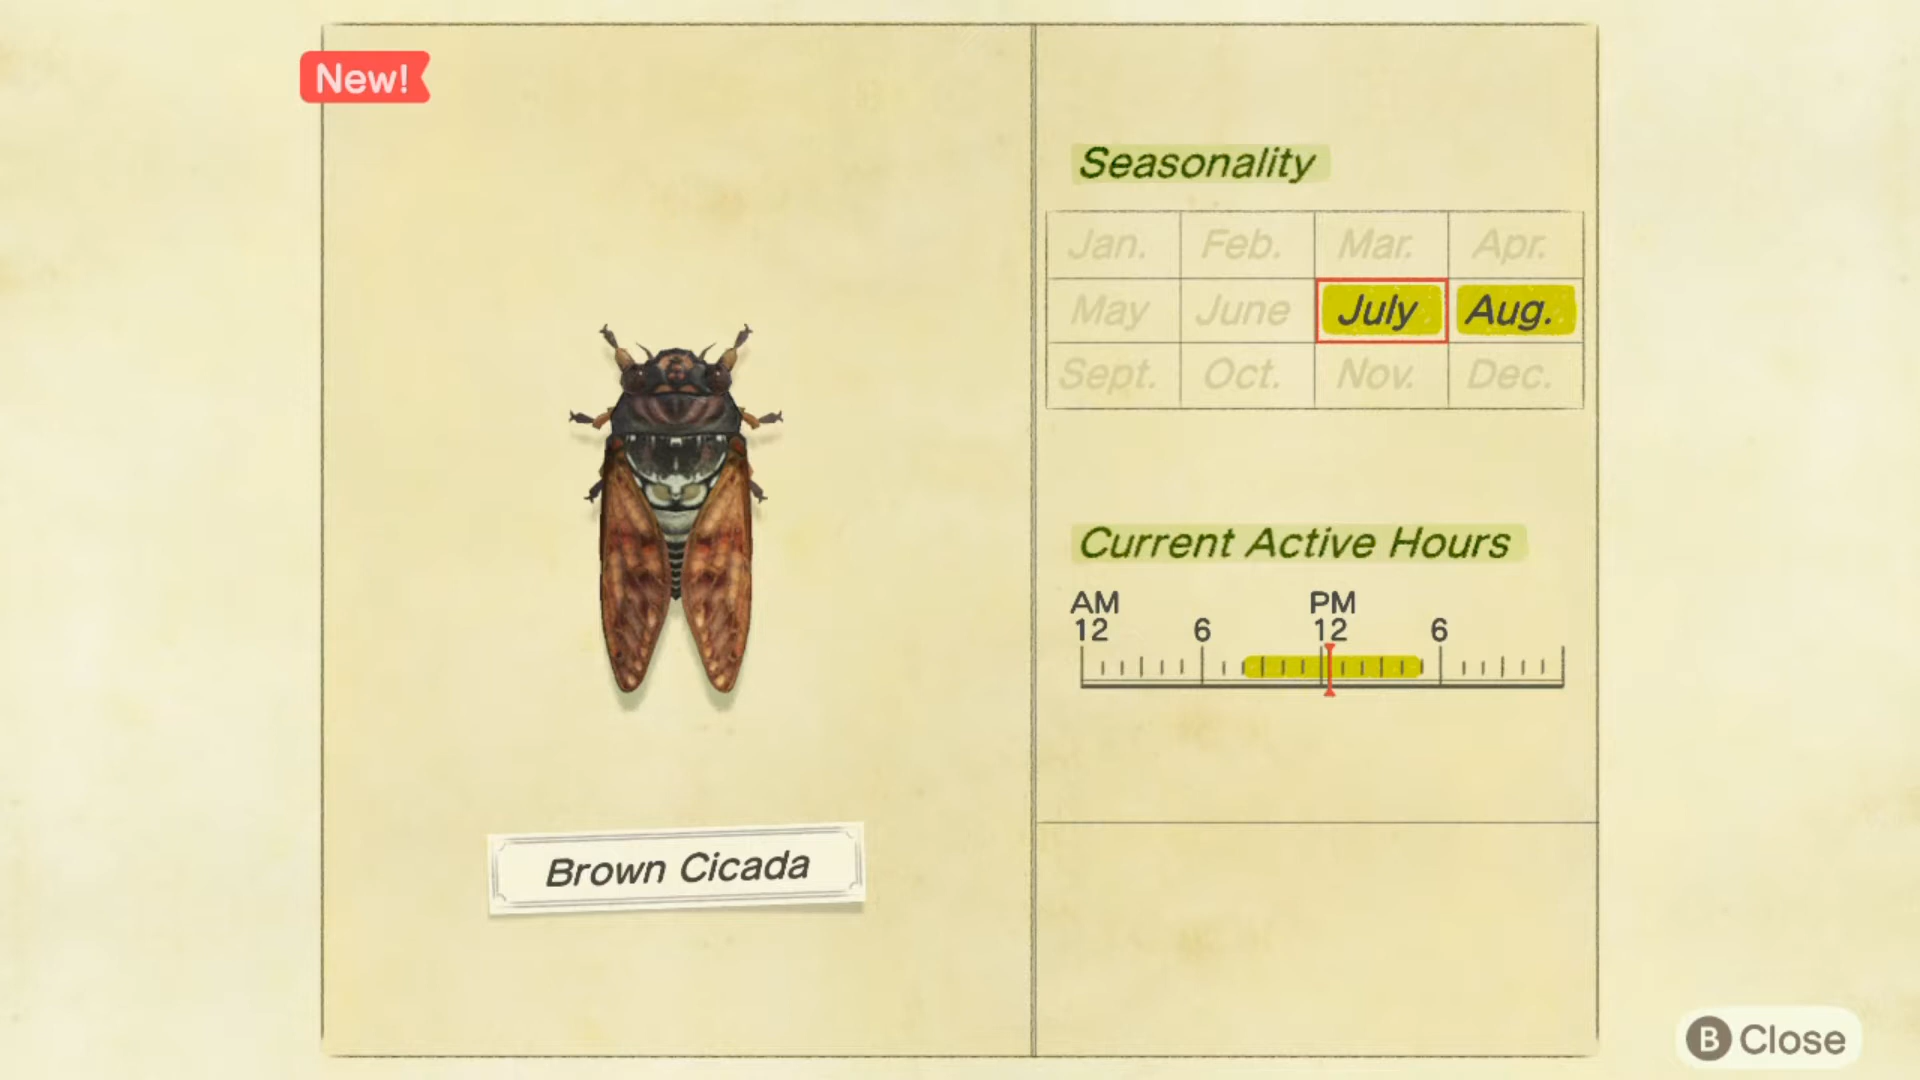 New!
Seasonality
Jan. Feb. Mar. Apr.
May June July Aug.
Sept. Oct. Nov. Dec.
Current Active Hours
AM PM
12 6 12 6
Brown Cicada
B Close